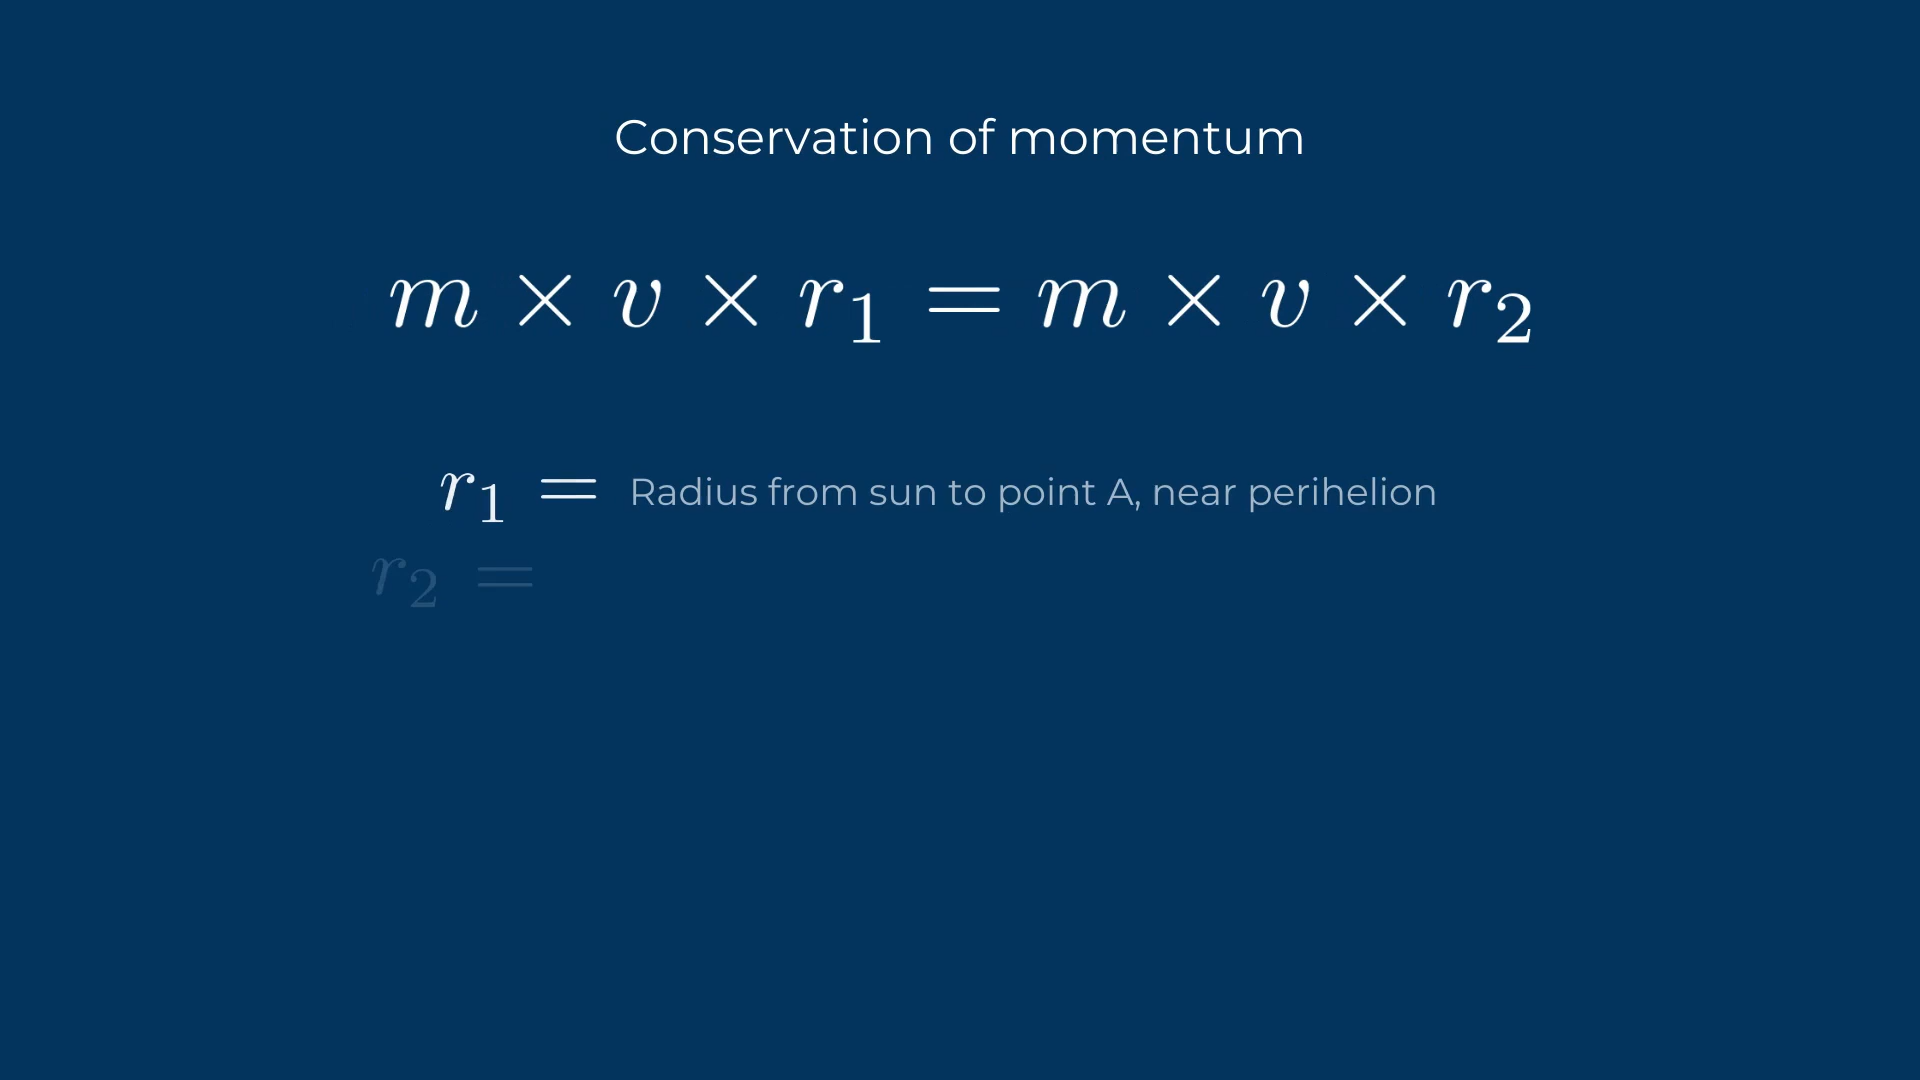 Conservation of momentum
m × v × r₁ = m × v × r₂
r₁ = Radius from sun to point A, near perihelion
r₂ =